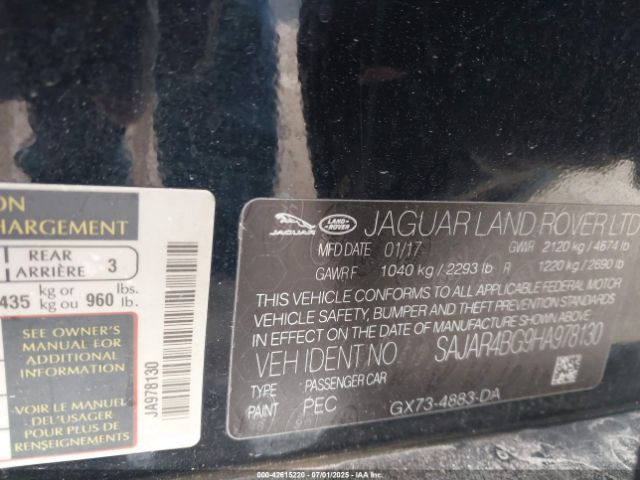 ON
CHARGEMENT
REAR
ARRIÈRE 3
435 kg or kg ou 960 lbs. lb.
SEE OWNER'S
MANUAL FOR
ADDITIONAL
INFORMATION
VOIR LE MANUEL
DE L'USAGER
POUR PLUS DE
RENSEIGNEMENTS
JA978130
JAGUAR LAND-ROVER JAGUAR LAND ROVER LTD
MFD DATE 01/17 GVWR 2120 kg / 4674 lb
GAWR F 1040 kg / 2293 lb R 1220 kg / 2690 lb
THIS VEHICLE CONFORMS TO ALL APPLICABLE FEDERAL MOTOR
VEHICLE SAFETY, BUMPER AND THEFT PREVENTION STANDARDS
IN EFFECT ON THE DATE OF MANUFACTURE SHOWN ABOVE.
VEH IDENT NO SAJAR4BG9HA978130
TYPE : PASSENGER CAR
PAINT : PEC GX73-4883-DA
000-42615220 - 07/01/2025 - IAA Inc.